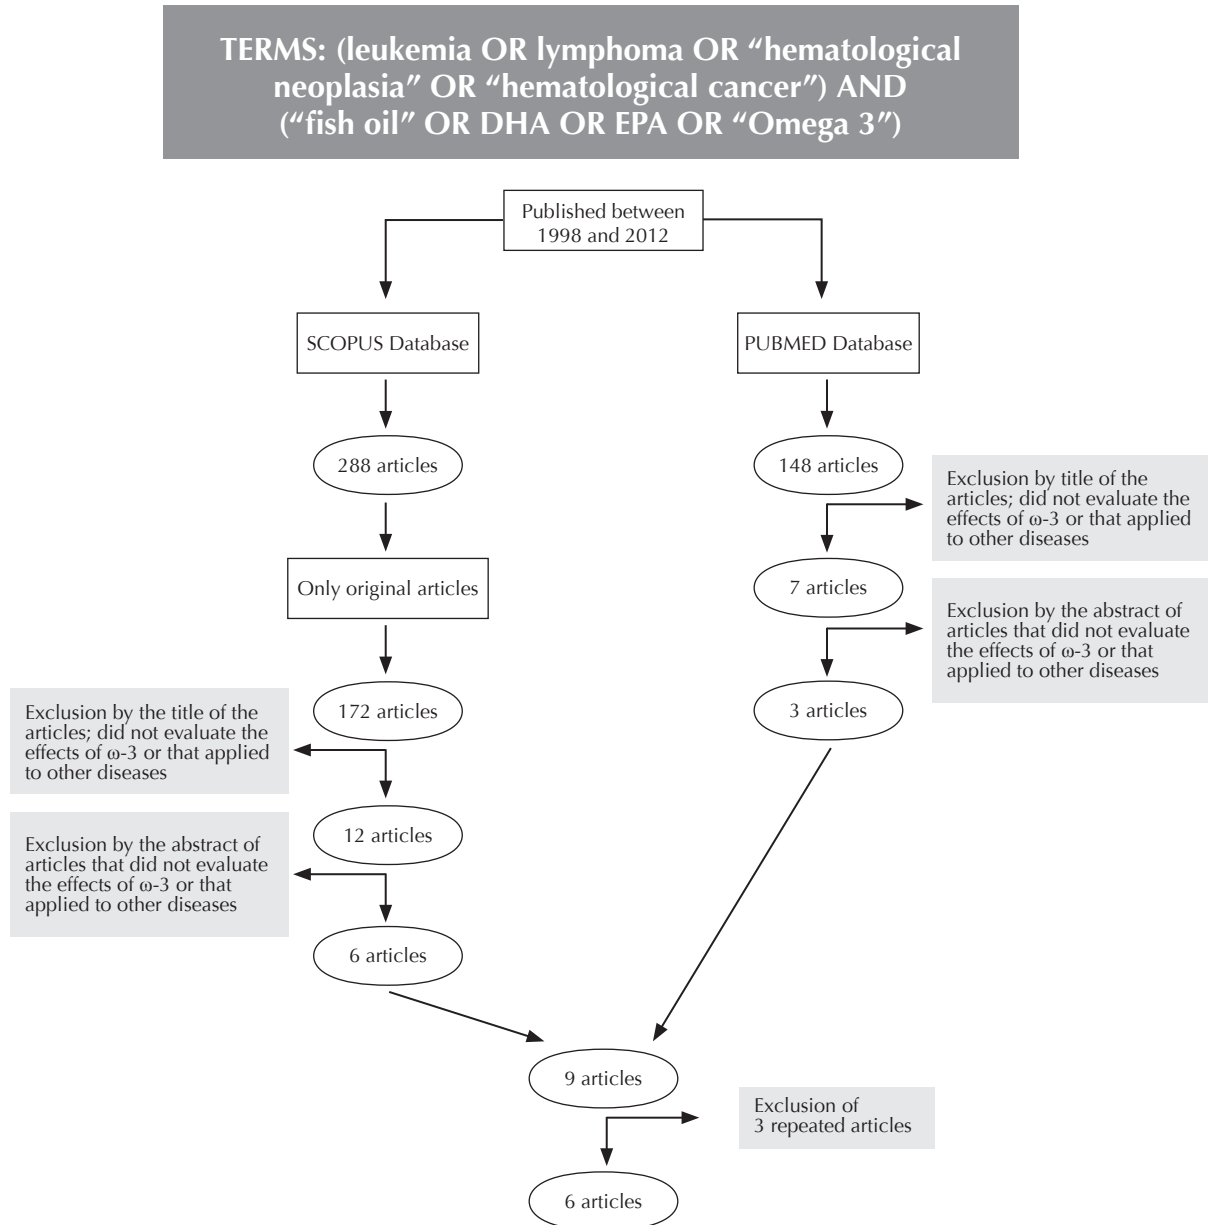 TERMS: (leukemia OR lymphoma OR “hematological
neoplasia” OR “hematological cancer”) AND
(“fish oil” OR DHA OR EPA OR “Omega 3”)
Published between
1998 and 2012
SCOPUS Database
PUBMED Database
288 articles
148 articles
Exclusion by title of the
articles; did not evaluate the
effects of ω-3 or that applied
to other diseases
Only original articles
7 articles
Exclusion by the abstract of
articles that did not evaluate
the effects of ω-3 or that
applied to other diseases
172 articles
3 articles
Exclusion by the title of the
articles; did not evaluate the
effects of ω-3 or that applied
to other diseases
12 articles
Exclusion by the abstract of
articles that did not evaluate
the effects of ω-3 or that
applied to other diseases
6 articles
9 articles
Exclusion of
3 repeated articles
6 articles